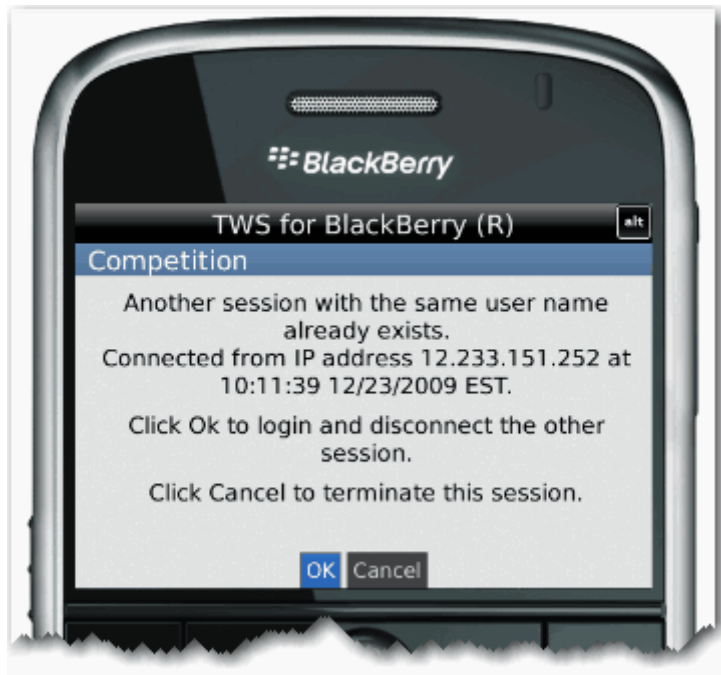 BlackBerry
TWS for BlackBerry (R)
alt
Competition
Another session with the same user name
already exists.
Connected from IP address 12.233.151.252 at
10:11:39 12/23/2009 EST.
Click Ok to login and disconnect the other
session.
Click Cancel to terminate this session.
OK Cancel